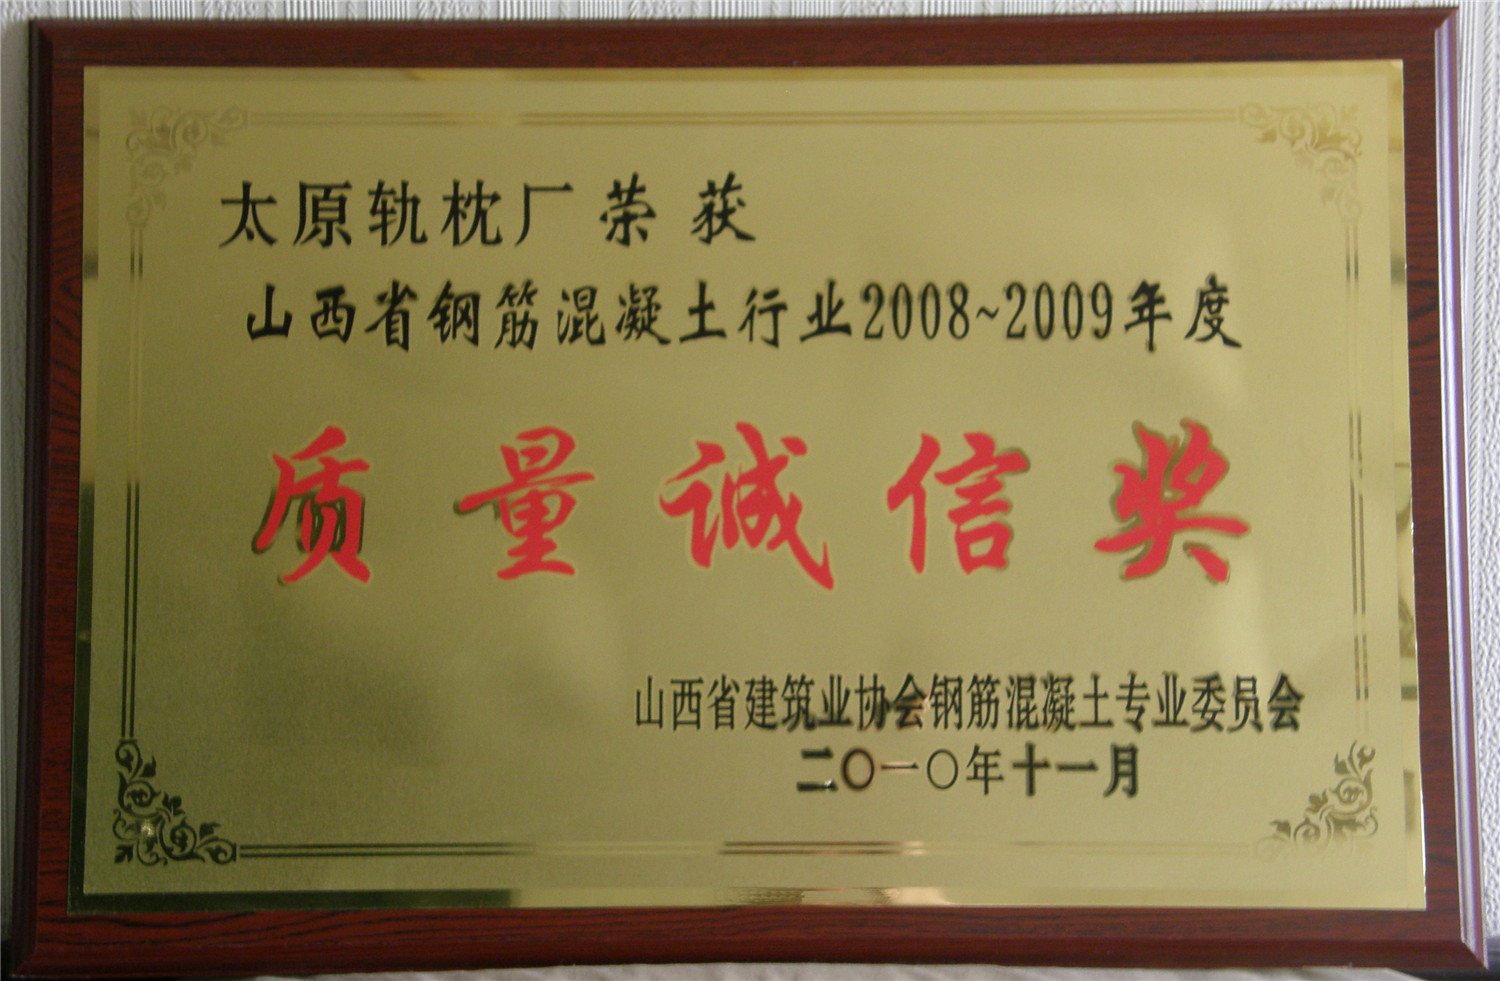 太原轨枕厂荣获
山西省钢筋混凝土行业2008~2009年度
质量诚信奖
山西省建筑业协会钢筋混凝土专业委员会
二〇一〇年十一月